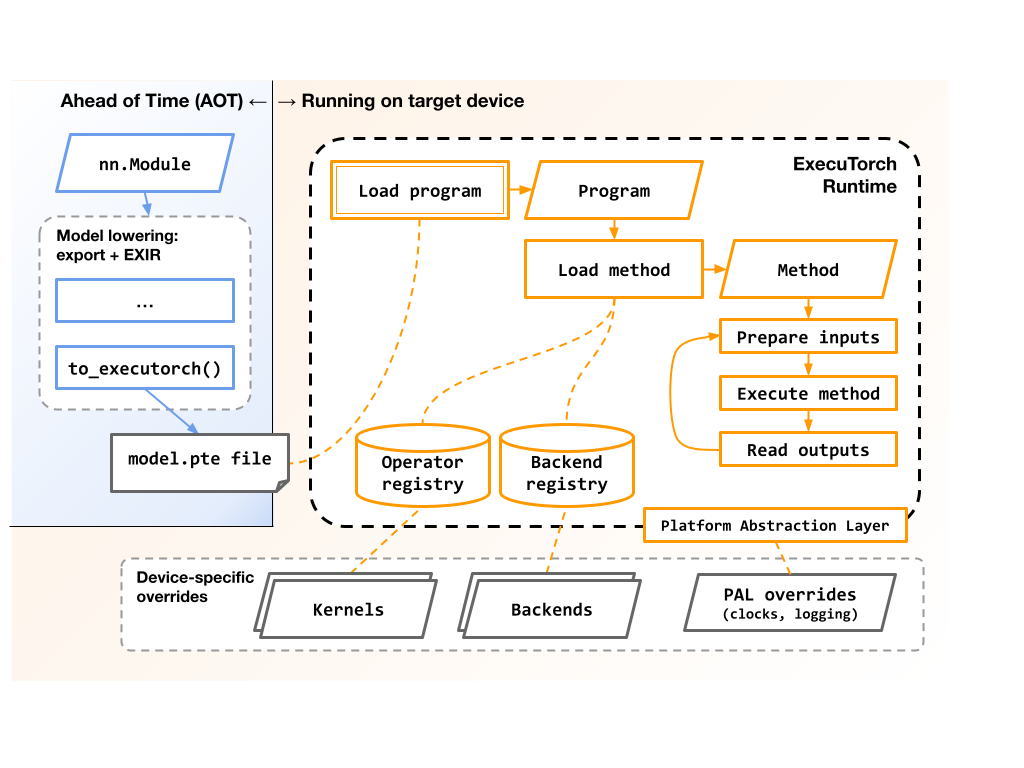 Ahead of Time (AOT) ← → Running on target device
nn.Module
Model lowering:
export + EXIR
...
to_executorch()
model.pte file
ExecuTorch
Runtime
Load program
Program
Load method
Method
Prepare inputs
Execute method
Read outputs
Operator
registry
Backend
registry
Platform Abstraction Layer
Device-specific
overrides
Kernels
Backends
PAL overrides
(clocks, logging)